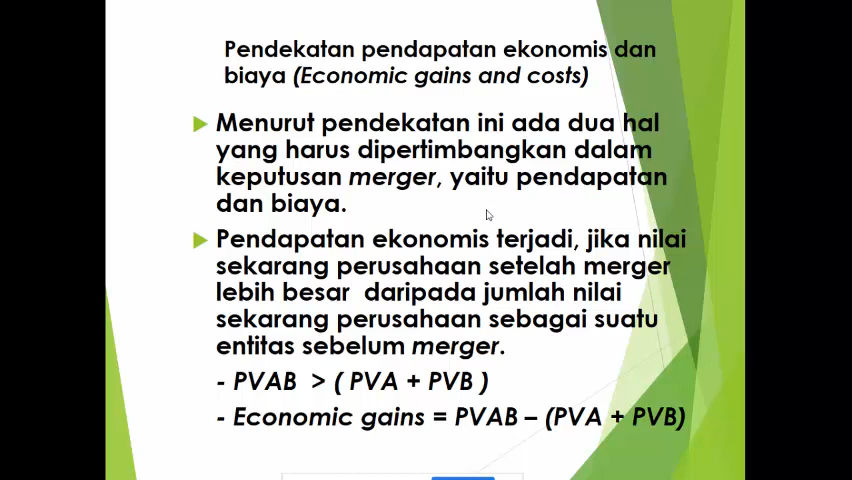 Pendekatan pendapatan ekonomis dan
biaya (Economic gains and costs)
Menurut pendekatan ini ada dua hal
yang harus dipertimbangkan dalam
keputusan merger, yaitu pendapatan
dan biaya.
Pendapatan ekonomis terjadi, jika nilai
sekarang perusahaan setelah merger
lebih besar daripada jumlah nilai
sekarang perusahaan sebagai suatu
entitas sebelum merger.
- PVAB > ( PVA + PVB )
- Economic gains = PVAB – (PVA + PVB)